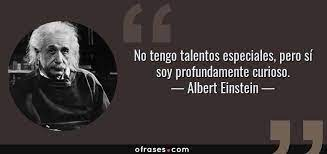 No tengo talentos especiales, pero sí
soy profundamente curioso.
— Albert Einstein —
ofrases.com